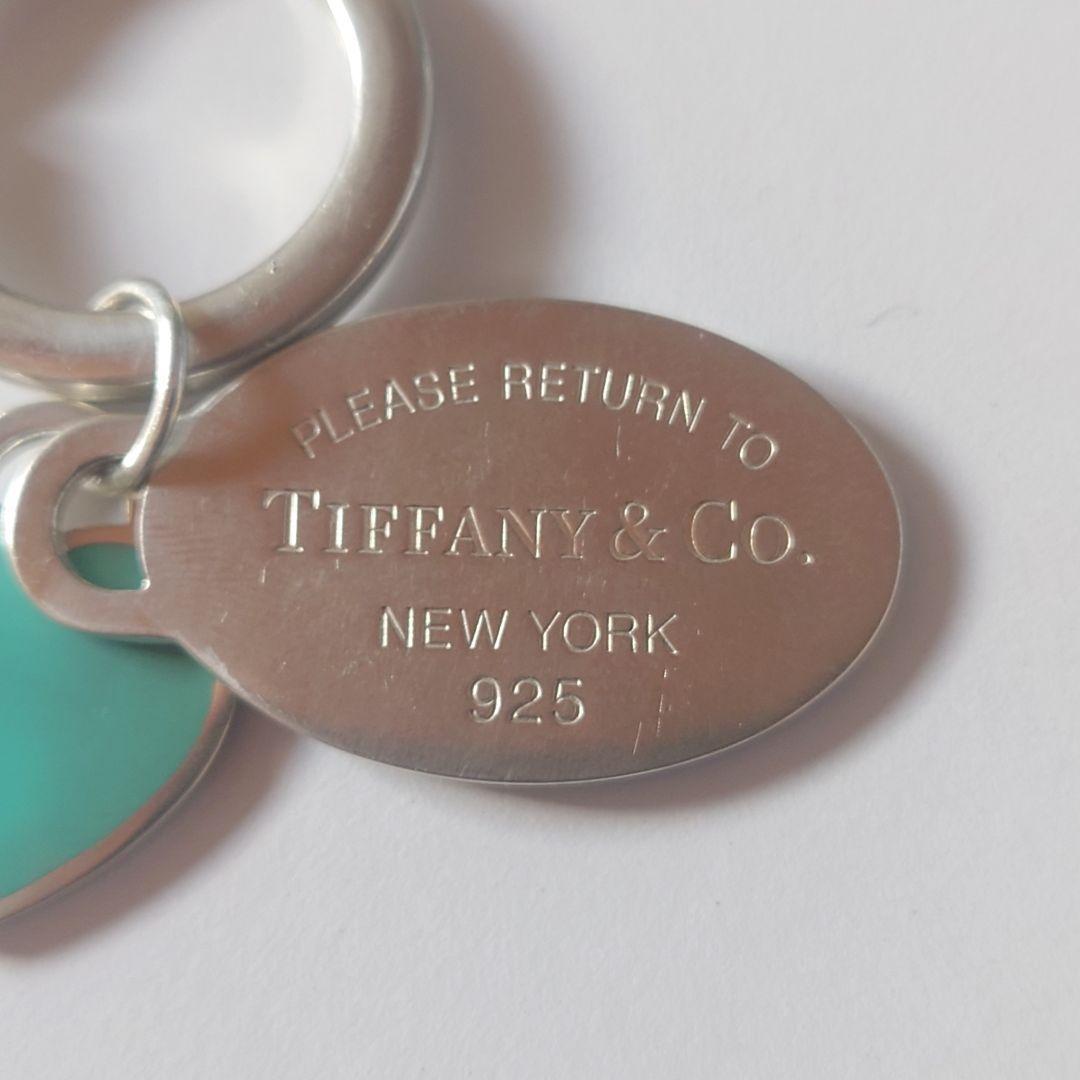 PLEASE RETURN TO
TIFFANY & CO.
NEW YORK
925